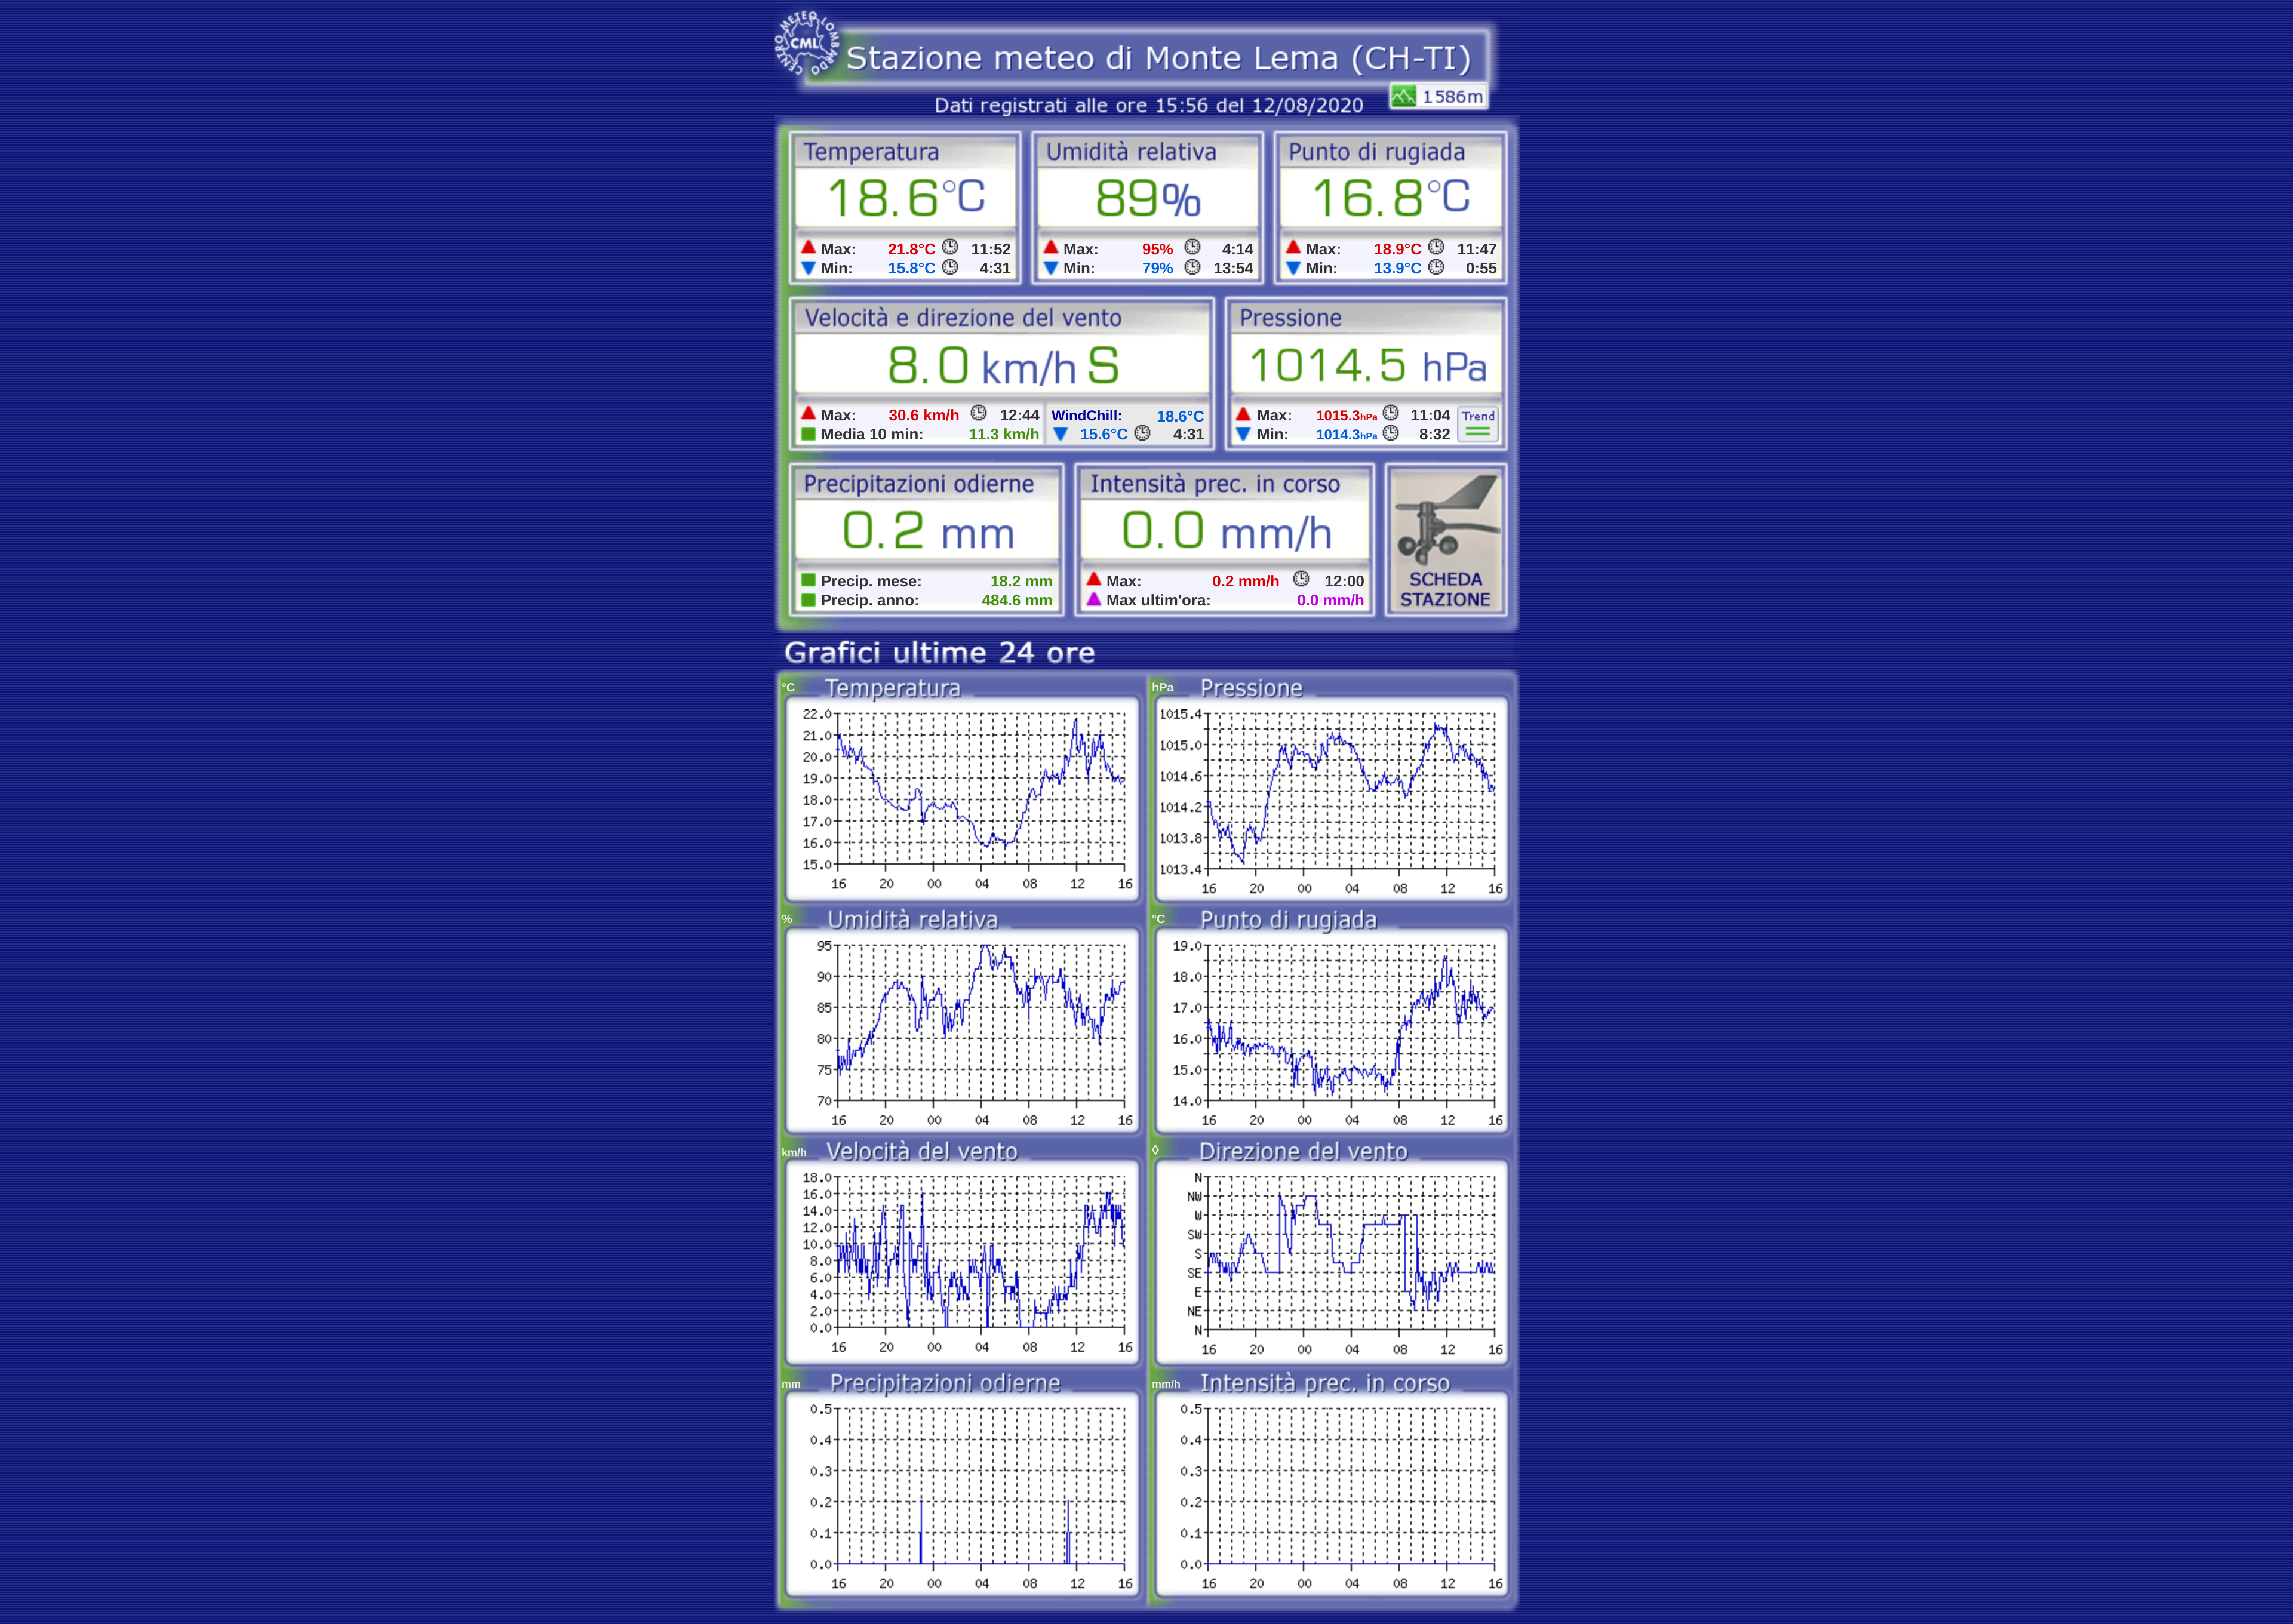 CENTRO METEO LOMBARDO
CML
Stazione meteo di Monte Lema (CH-TI)
1586m
Dati registrati alle ore 15:56 del 12/08/2020
Temperatura
18.6°C
Max: 21.8°C 11:52
Min: 15.8°C 4:31
Umidità relativa
89%
Max: 95% 4:14
Min: 79% 13:54
Punto di rugiada
16.8°C
Max: 18.9°C 11:47
Min: 13.9°C 0:55
Velocità e direzione del vento
8.0 km/h S
Max: 30.6 km/h 12:44
Media 10 min: 11.3 km/h
WindChill: 18.6°C
15.6°C 4:31
Pressione
1014.5 hPa
Max: 1015.3hPa 11:04
Min: 1014.3hPa 8:32
Trend
Precipitazioni odierne
0.2 mm
Precip. mese: 18.2 mm
Precip. anno: 484.6 mm
Intensità prec. in corso
0.0 mm/h
Max: 0.2 mm/h 12:00
Max ultim'ora: 0.0 mm/h
SCHEDA
STAZIONE
Grafici ultime 24 ore
°C Temperatura
22.0
21.0
20.0
19.0
18.0
17.0
16.0
15.0
16 20 00 04 08 12 16
hPa Pressione
1015.4
1015.0
1014.6
1014.2
1013.8
1013.4
16 20 00 04 08 12 16
% Umidità relativa
95
90
85
80
75
70
16 20 00 04 08 12 16
°C Punto di rugiada
19.0
18.0
17.0
16.0
15.0
14.0
16 20 00 04 08 12 16
km/h Velocità del vento
18.0
16.0
14.0
12.0
10.0
8.0
6.0
4.0
2.0
0.0
16 20 00 04 08 12 16
◊ Direzione del vento
N
NW
W
SW
S
SE
E
NE
N
16 20 00 04 08 12 16
mm Precipitazioni odierne
0.5
0.4
0.3
0.2
0.1
0.0
16 20 00 04 08 12 16
mm/h Intensità prec. in corso
0.5
0.4
0.3
0.2
0.1
0.0
16 20 00 04 08 12 16